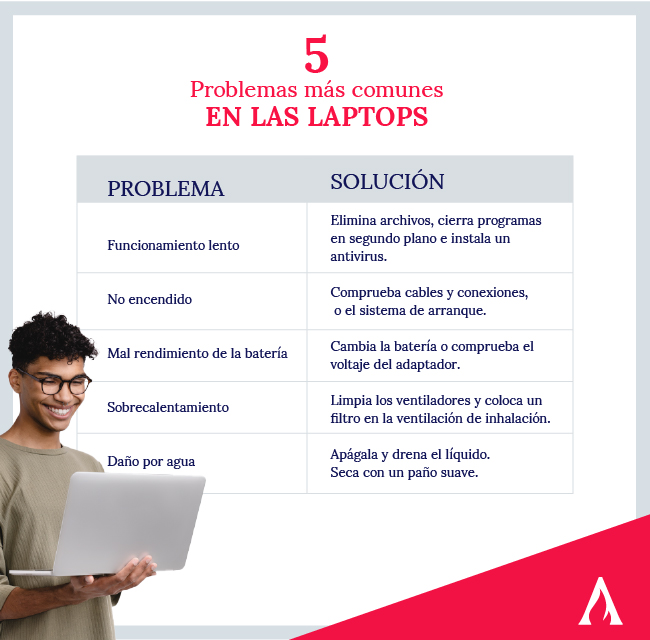 5
Problemas más comunes
EN LAS LAPTOPS
PROBLEMA
SOLUCIÓN
Funcionamiento lento
Elimina archivos, cierra programas
en segundo plano e instala un
antivirus.
No encendido
Comprueba cables y conexiones,
o el sistema de arranque.
Mal rendimiento de la batería
Cambia la batería o comprueba el
voltaje del adaptador.
Sobrecalentamiento
Limpia los ventiladores y coloca un
filtro en la ventilación de inhalación.
Daño por agua
Apágala y drena el líquido.
Seca con un paño suave.